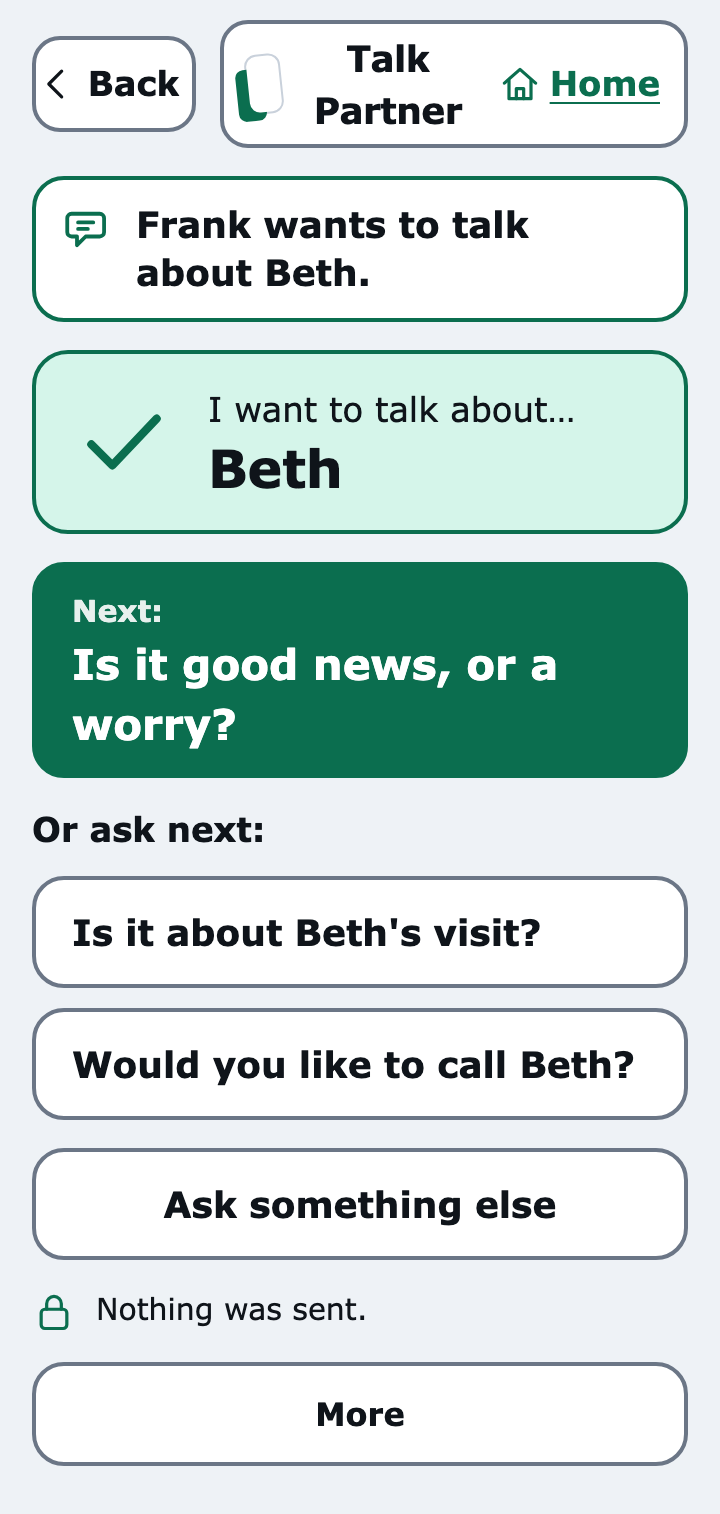 Back
Talk
Partner
Home
Frank wants to talk
about Beth.
I want to talk about...
Beth
Next:
Is it good news, or a
worry?
Or ask next:
Is it about Beth's visit?
Would you like to call Beth?
Ask something else
Nothing was sent.
More